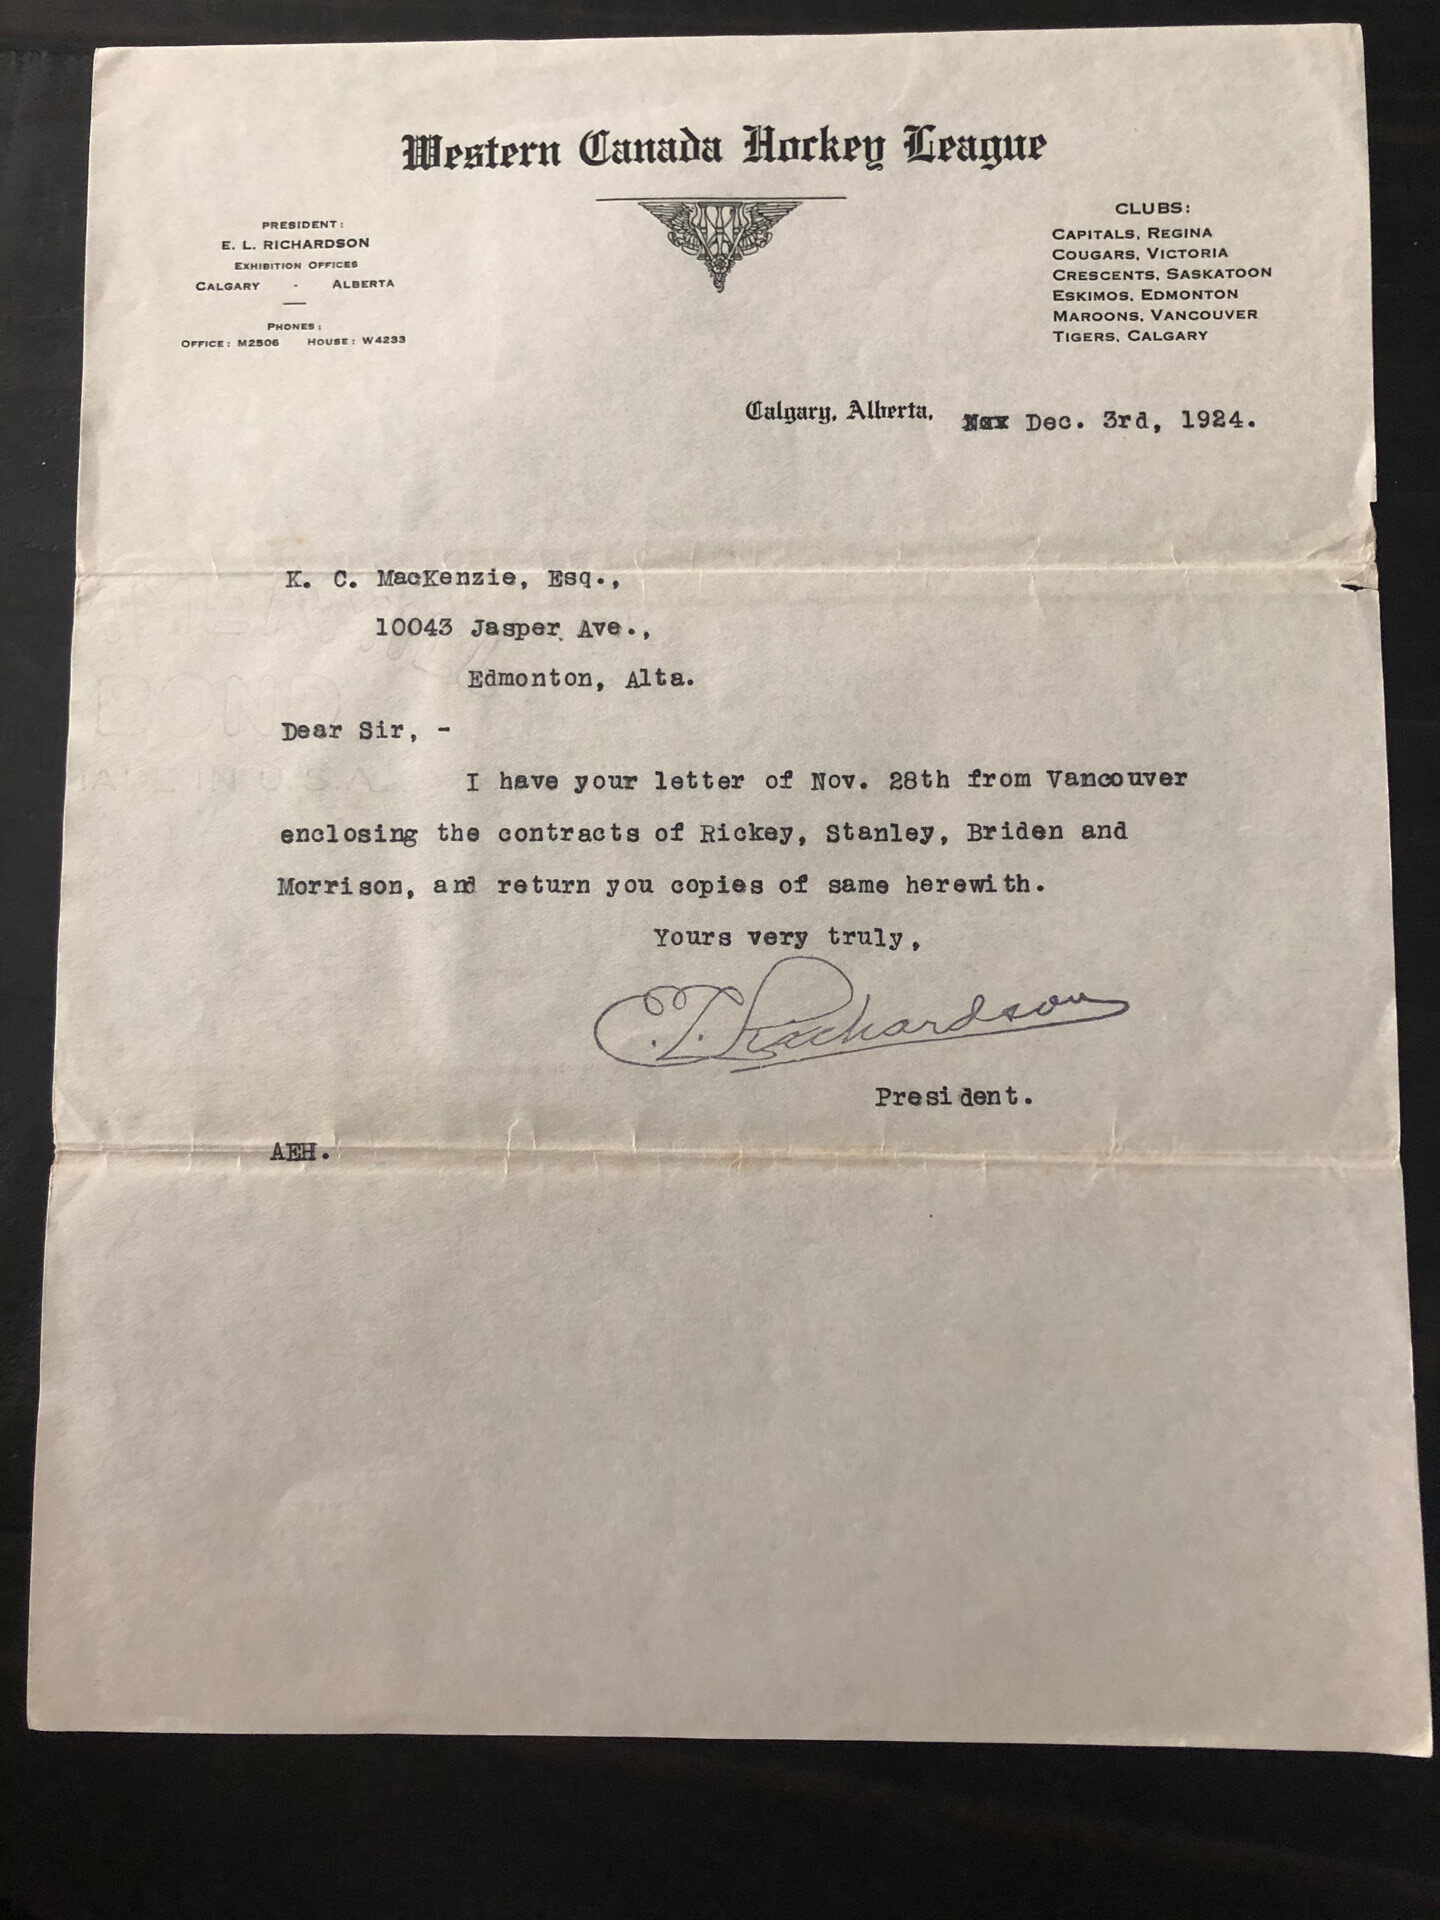 Western Canada Hockey League
PRESIDENT:
E. L. RICHARDSON
EXHIBITION OFFICES
CALGARY - ALBERTA
PHONES:
OFFICE: M2506 HOUSE: W4233
CLUBS:
CAPITALS, REGINA
COUGARS, VICTORIA
CRESCENTS, SASKATOON
ESKIMOS, EDMONTON
MAROONS, VANCOUVER
TIGERS, CALGARY
Calgary, Alberta, Dec. 3rd, 1924.
K. C. MacKenzie, Esq.,
10043 Jasper Ave.,
Edmonton, Alta.
Dear Sir, -
I have your letter of Nov. 28th from Vancouver
enclosing the contracts of Rickey, Stanley, Briden and
Morrison, and return you copies of same herewith.
Yours very truly,
E. L. Richardson
President.
AEH.